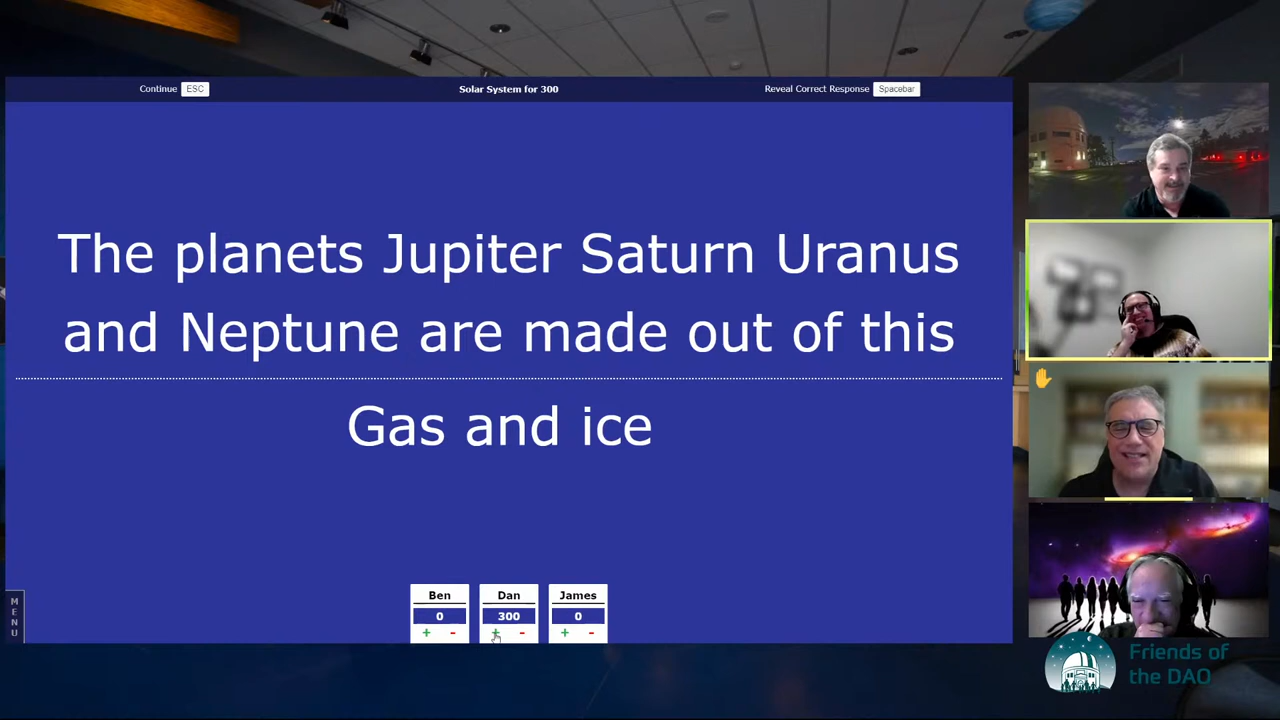 Continue ESC
Solar System for 300
Reveal Correct Response Spacebar
The planets Jupiter Saturn Uranus
and Neptune are made out of this
Gas and ice
MENU
Ben
0
+ -
Dan
300
+ -
James
0
+ -
Friends of
the DAO